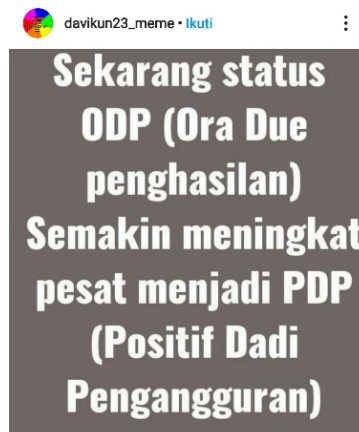 davikun23_meme • Ikuti
Sekarang status
ODP (Ora Due
penghasilan)
Semakin meningkat
pesat menjadi PDP
(Positif Dadi
Pengangguran)